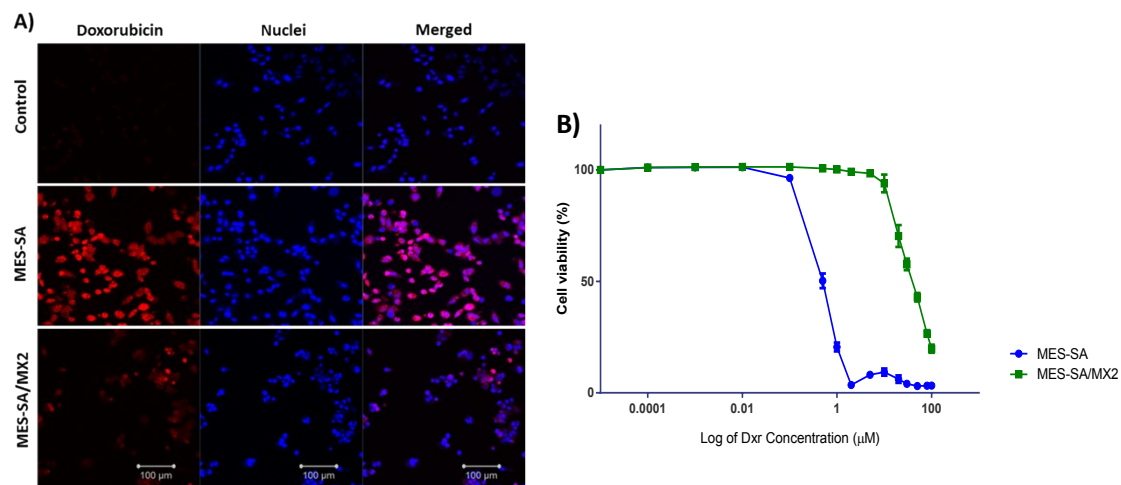 A)
Doxorubicin Nuclei Merged
Control
MES-SA
MES-SA/MX2
100 µm 100 µm 100 µm
B)
Cell viability (%)
100
50
0
0.0001 0.01 1 100
Log of Dxr Concentration (µM)
MES-SA
MES-SA/MX2